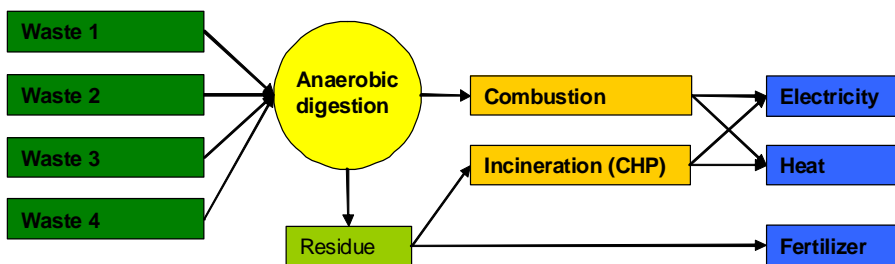 Waste 1
Waste 2
Waste 3
Waste 4
Anaerobic
digestion
Residue
Combustion
Incineration (CHP)
Electricity
Heat
Fertilizer